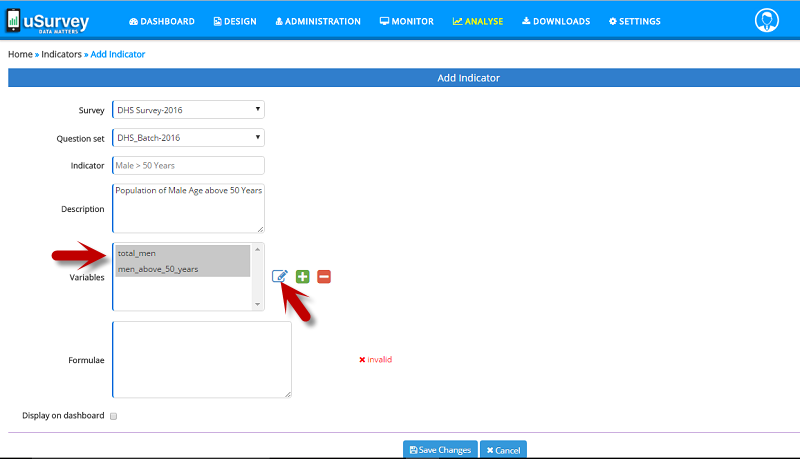 uSurvey
DATA MATTERS
DASHBOARD DESIGN ADMINISTRATION MONITOR ANALYSE DOWNLOADS SETTINGS
Home » Indicators » Add Indicator
Add Indicator
Survey DHS Survey-2016
Question set DHS_Batch-2016
Indicator Male > 50 Years
Description Population of Male Age above 50 Years
Variables total_men
men_above_50_years
Formulae invalid
Display on dashboard
Save Changes Cancel